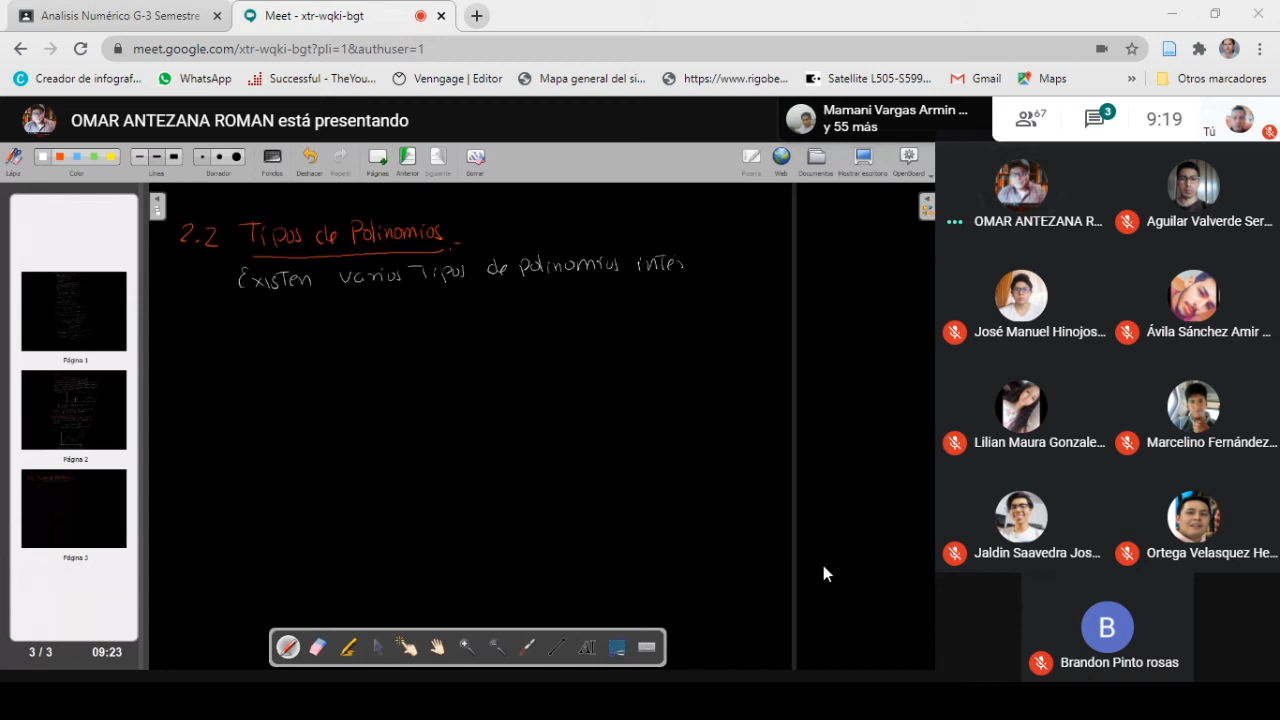 Analisis Numérico G-3 Semestre
Meet - xtr-wqki-bgt
meet.google.com/xtr-wqki-bgt?pli=1&authuser=1
Creador de infograf...
WhatsApp
Successful - TheYou...
Venngage | Editor
Mapa general del si...
https://www.rigobe...
Satellite L505-S599...
Gmail
Maps
»
Otros marcadores
OMAR ANTEZANA ROMAN está presentando
Mamani Vargas Armin ...
y 55 más
67
3
9:19
Tú
Lápiz
Color
Línea
Borrador
Fondos
Deshacer
Repetir
Páginas
Anterior
Siguiente
Borrar
Pizarra
Web
Documentos
Mostrar escritorio
OpenBoard
2.2 Tipos de Polinomios.-
Existen varios Tipos de polinomios inter
Página 1
Página 2
Página 3
3 / 3 09:23
OMAR ANTEZANA R...
Aguilar Valverde Ser...
José Manuel Hinojos...
Ávila Sánchez Amir ...
Lilian Maura Gonzale...
Marcelino Fernández...
Jaldin Saavedra Jos...
Ortega Velasquez He...
B
Brandon Pinto rosas